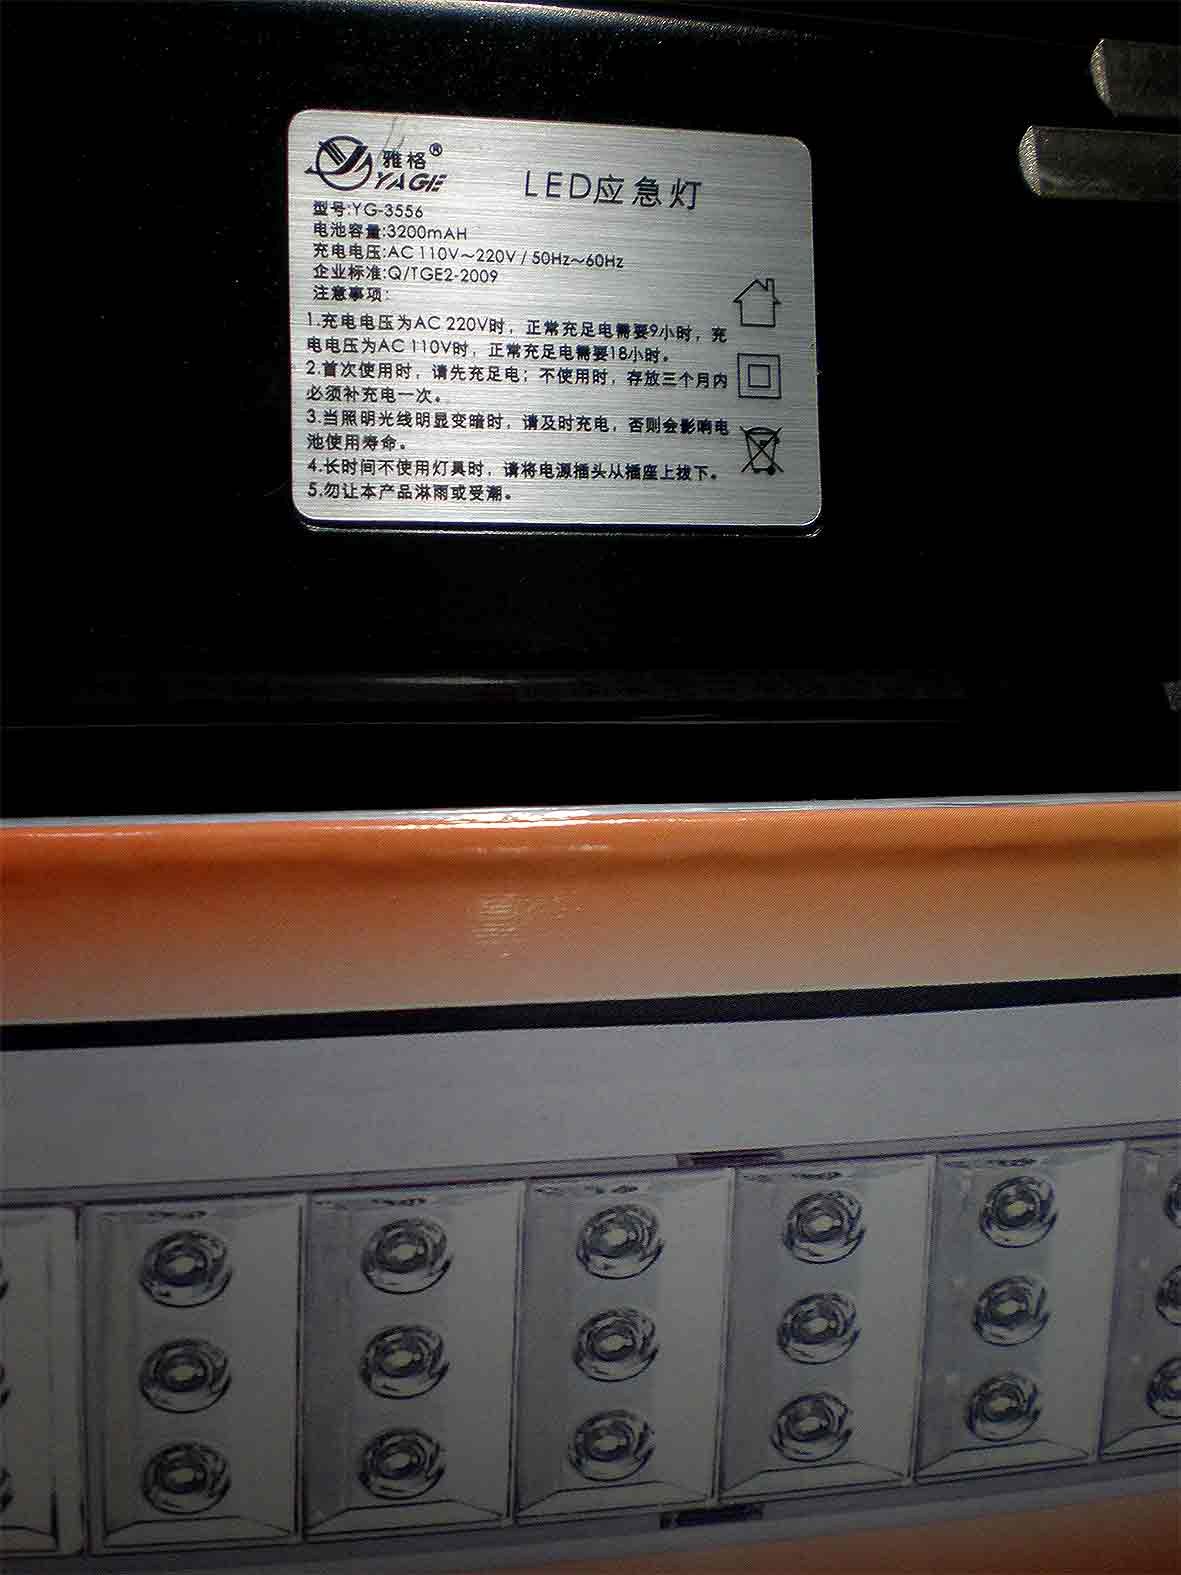 雅格®
YAGE
LED应急灯
型号:YG-3556
电池容量:3200mAH
充电电压:AC 110V～220V / 50Hz～60Hz
企业标准:Q/TGE2-2009
注意事项:
1.充电电压为AC 220V时，正常充足电需要9小时，充
电电压为AC 110V时，正常充足电需要18小时。
2.首次使用时，请先充足电；不使用时，存放三个月内
必须补充电一次。
3.当照明光线明显变暗时，请及时充电，否则会影响电
池使用寿命。
4.长时间不使用灯具时，请将电源插头从插座上拔下。
5.勿让本产品淋雨或受潮。